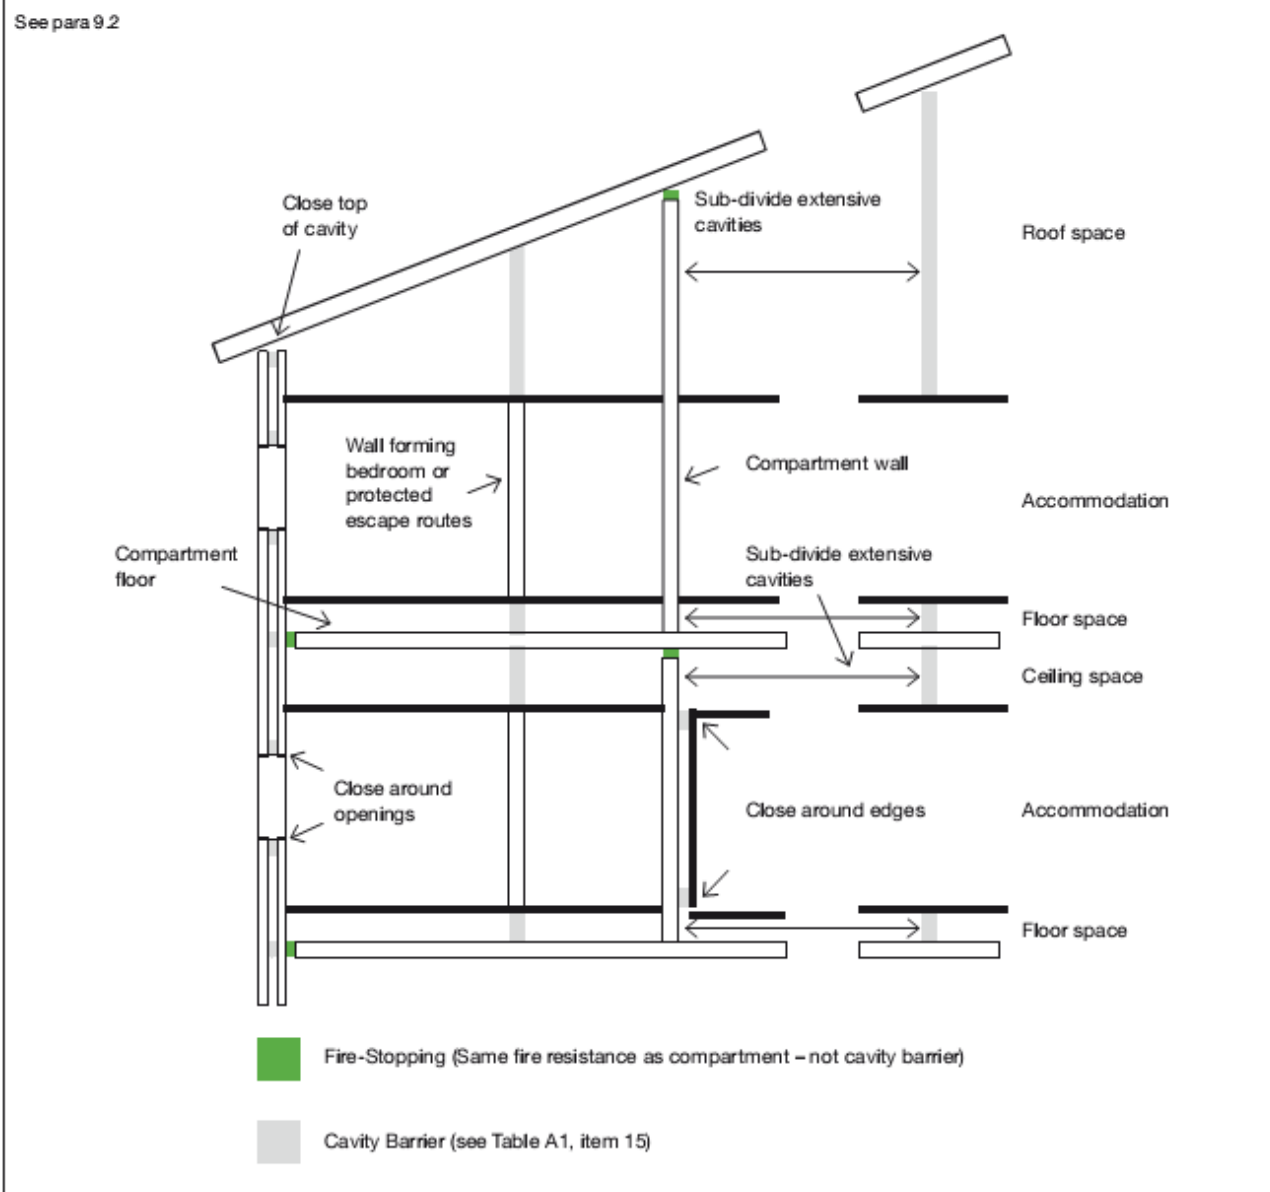 See para 9.2
Close top
of cavity
Sub-divide extensive
cavities
Roof space
Wall forming
bedroom or
protected
escape routes
Compartment wall
Accommodation
Compartment
floor
Sub-divide extensive
cavities
Floor space
Ceiling space
Close around
openings
Close around edges
Accommodation
Floor space
Fire-Stopping (Same fire resistance as compartment – not cavity barrier)
Cavity Barrier (see Table A1, item 15)